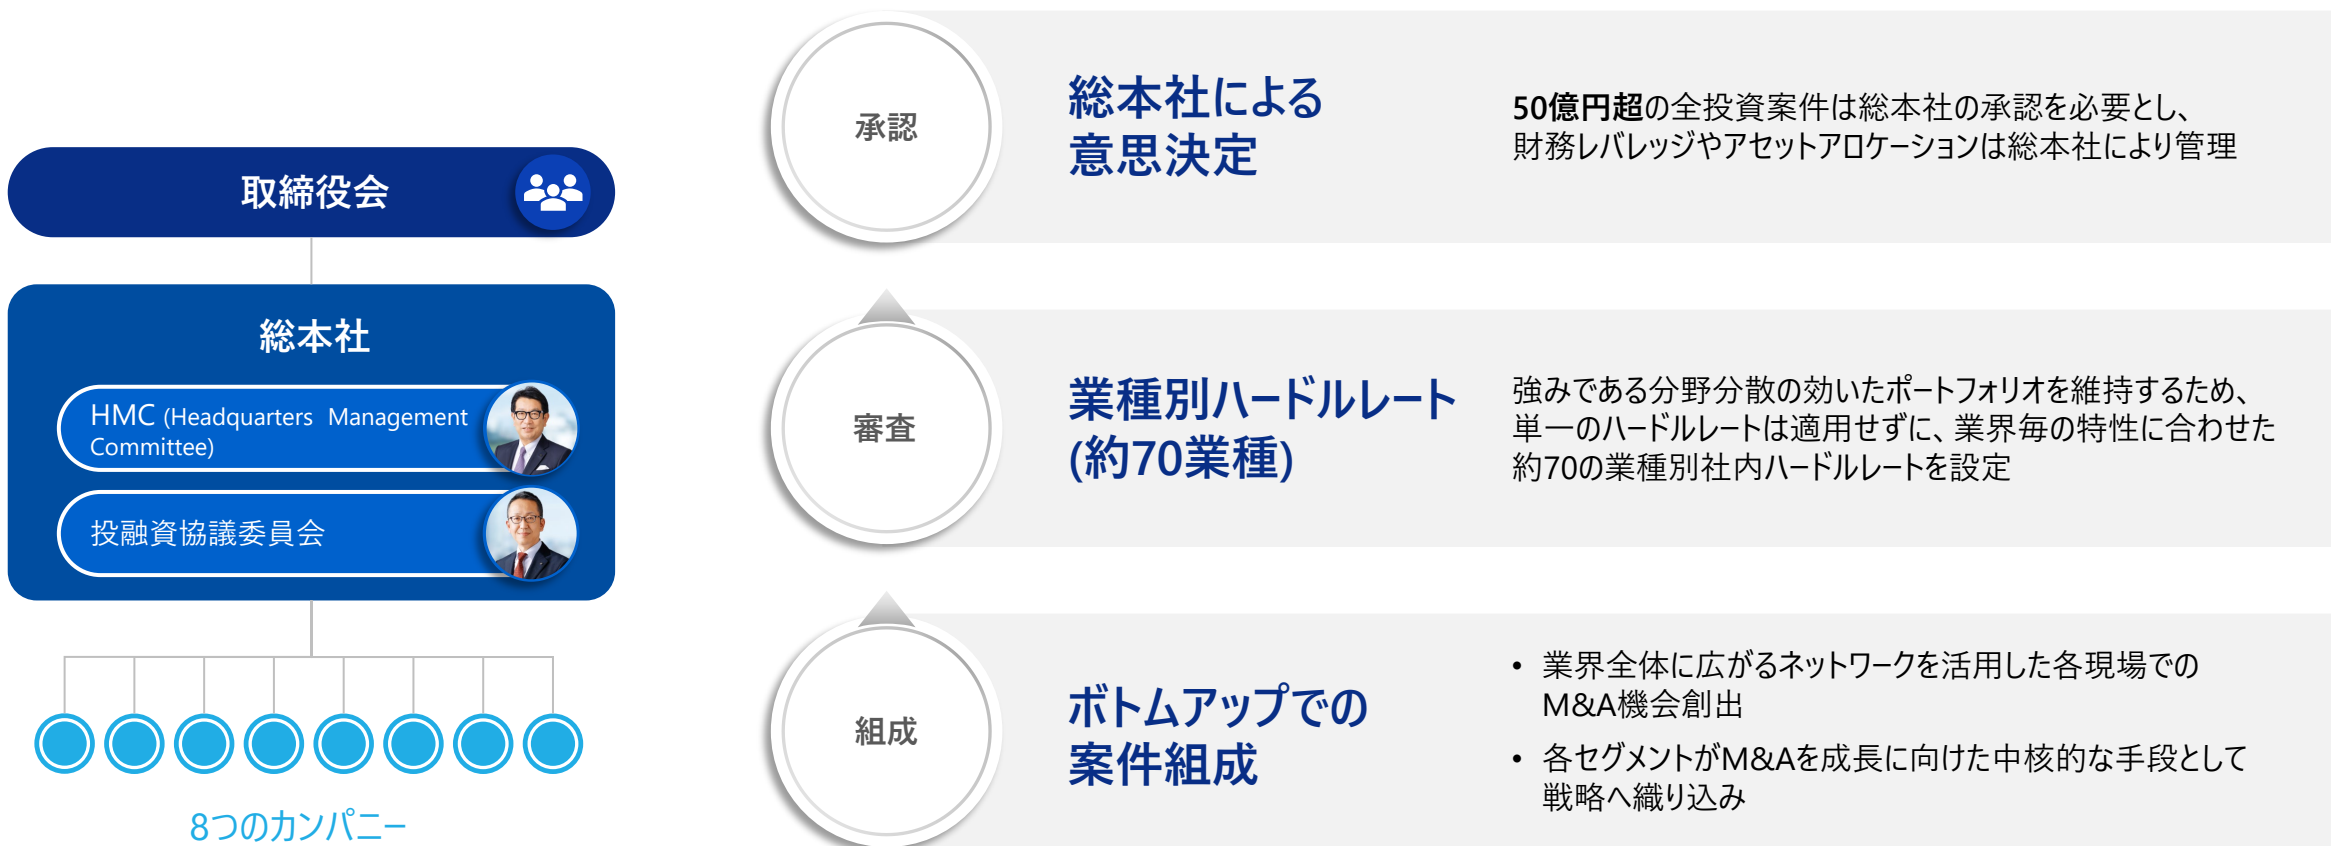 取締役会
総本社
HMC (Headquarters Management
Committee)
投融資協議委員会
8つのカンパニー
承認
総本社による
意思決定
50億円超の全投資案件は総本社の承認を必要とし、
財務レバレッジやアセットアロケーションは総本社により管理
審査
業種別ハードルレート
(約70業種)
強みである分野分散の効いたポートフォリオを維持するため、
単一のハードルレートは適用せずに、業界毎の特性に合わせた
約70の業種別社内ハードルレートを設定
組成
ボトムアップでの
案件組成
• 業界全体に広がるネットワークを活用した各現場での
M&A機会創出
• 各セグメントがM&Aを成長に向けた中核的な手段として
戦略へ織り込み